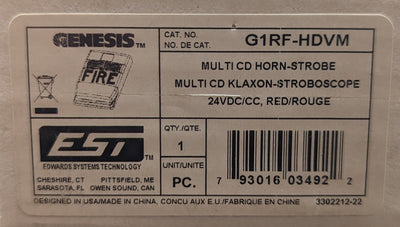 GENESIS™
CAT. NO.
NO. DE CAT.
G1RF-HDVM
FIRE
MULTI CD HORN-STROBE
MULTI CD KLAXON-STROBOSCOPE
24VDC/CC, RED/ROUGE
EST™
EDWARDS SYSTEMS TECHNOLOGY
CHESHIRE, CT PITTSFIELD, ME
SARASOTA, FL OWEN SOUND, CAN
QTY./QTE.
1
UNIT/UNITE
PC.
7 93016 03492 2
DESIGNED IN USA/MADE IN CHINA, CONCU AUX E.U./FABRIQUE EN CHINE 3302212-22